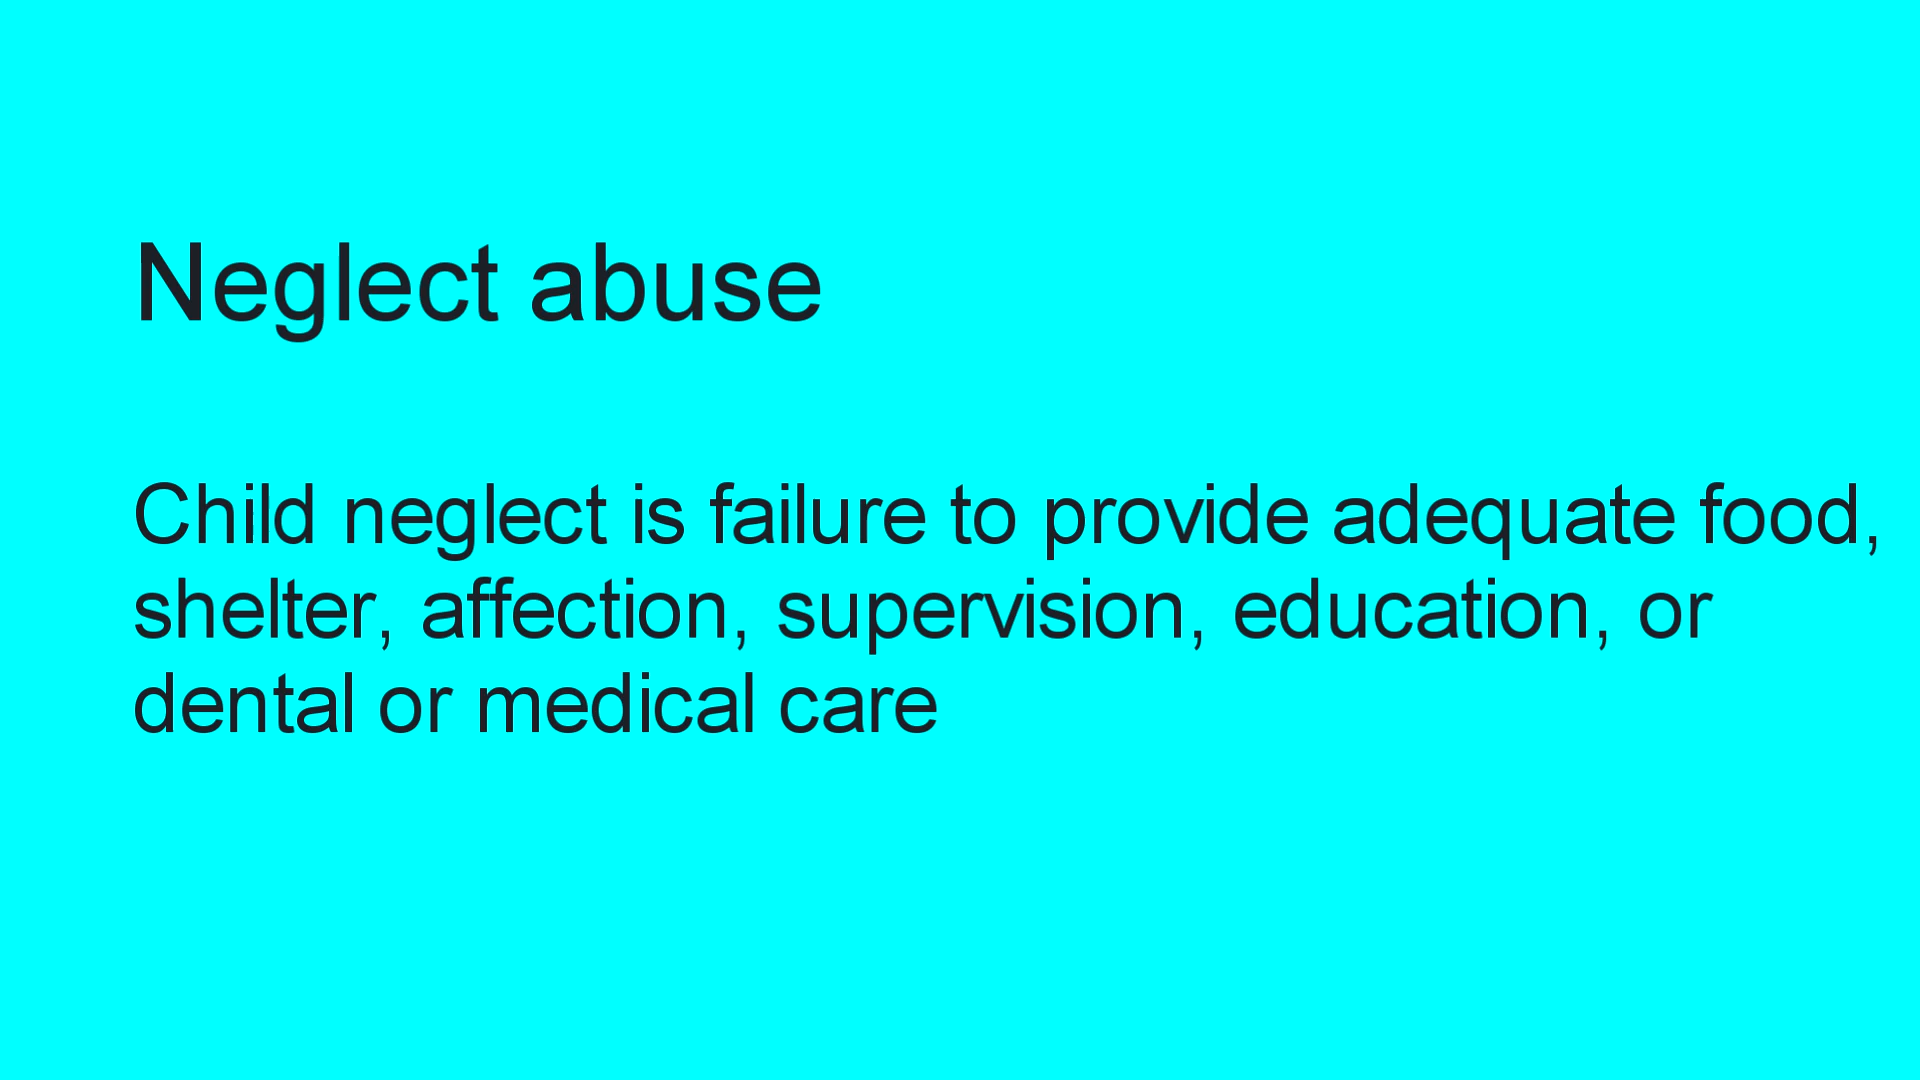 Neglect abuse
Child neglect is failure to provide adequate food,
shelter, affection, supervision, education, or
dental or medical care